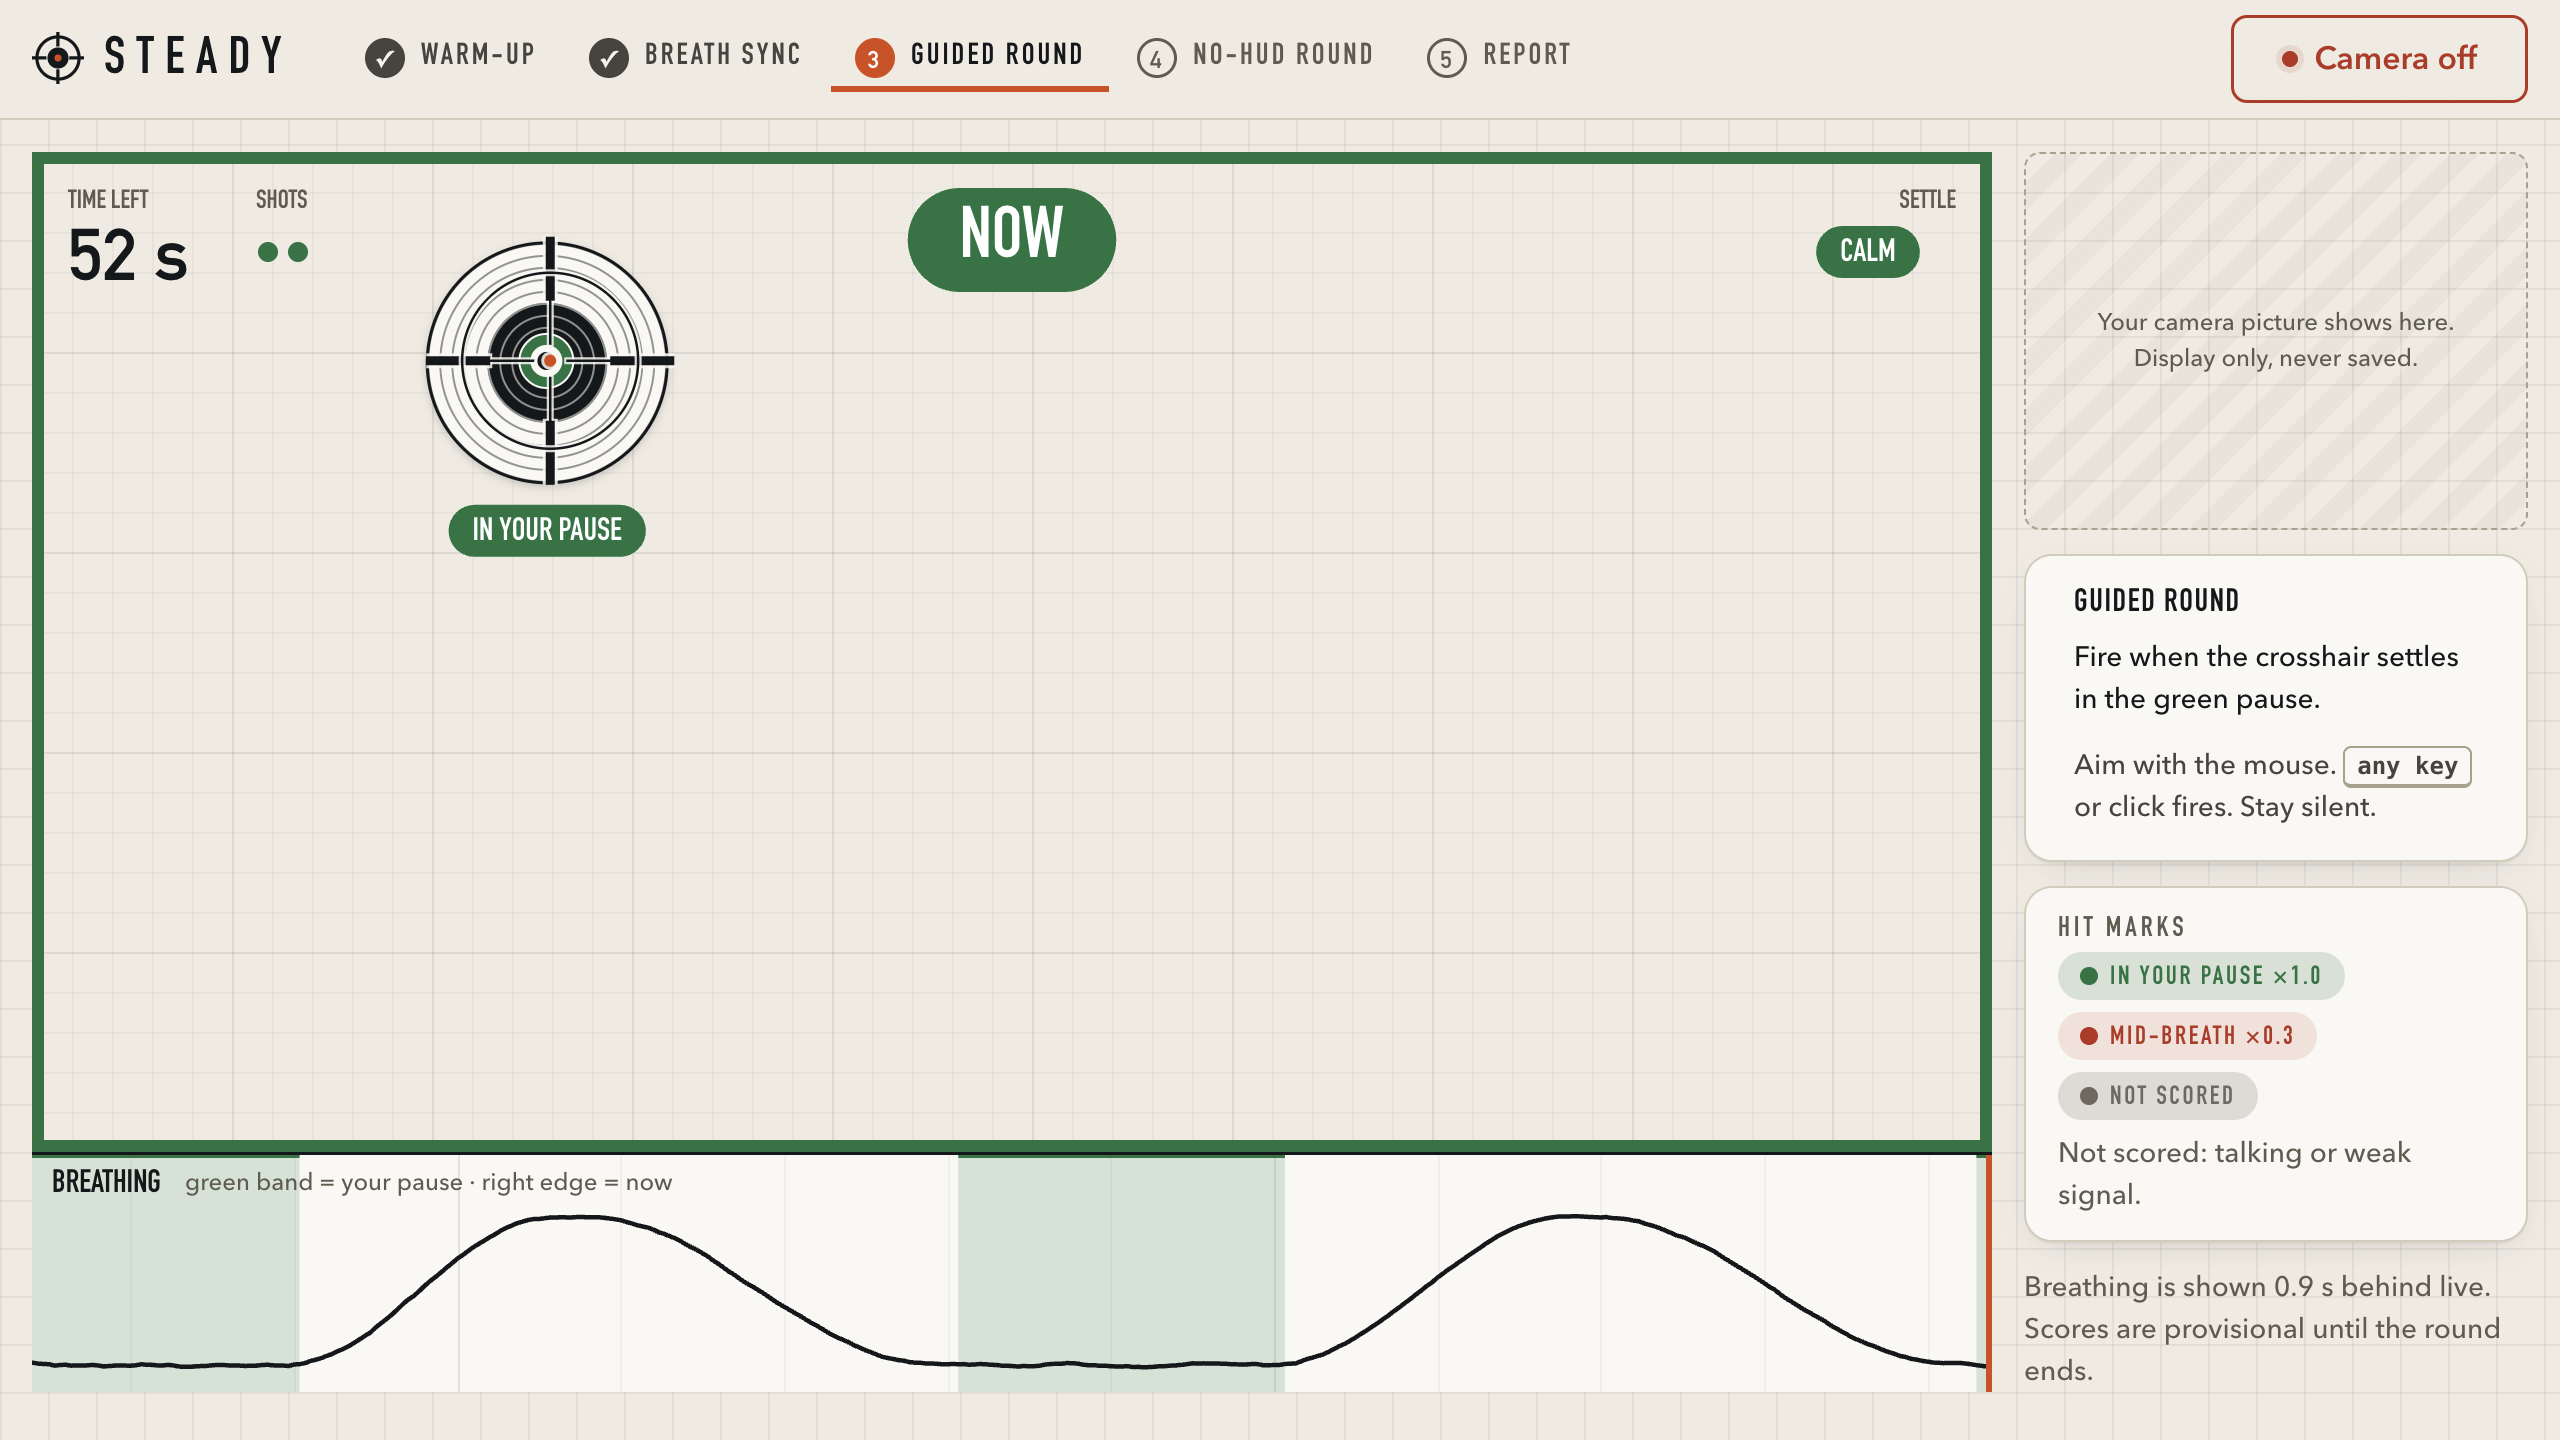 STEADY
✓ WARM-UP
✓ BREATH SYNC
3 GUIDED ROUND
4 NO-HUD ROUND
5 REPORT
Camera off
TIME LEFT
52 s
SHOTS
NOW
SETTLE
CALM
IN YOUR PAUSE
Your camera picture shows here.
Display only, never saved.
GUIDED ROUND
Fire when the crosshair settles
in the green pause.
Aim with the mouse. any key
or click fires. Stay silent.
HIT MARKS
IN YOUR PAUSE ×1.0
MID-BREATH ×0.3
NOT SCORED
Not scored: talking or weak
signal.
BREATHING green band = your pause · right edge = now
Breathing is shown 0.9 s behind live.
Scores are provisional until the round
ends.